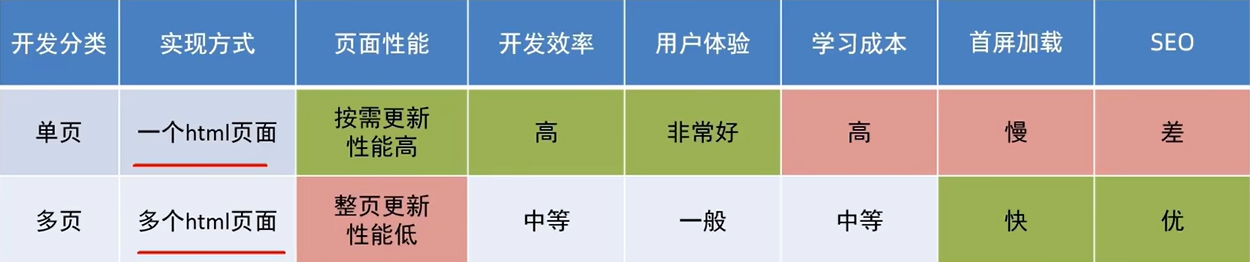 开发分类 实现方式 页面性能 开发效率 用户体验 学习成本 首屏加载 SEO
单页 一个html页面 按需更新 性能高 高 非常好 高 慢 差
多页 多个html页面 整页更新 性能低 中等 一般 中等 快 优